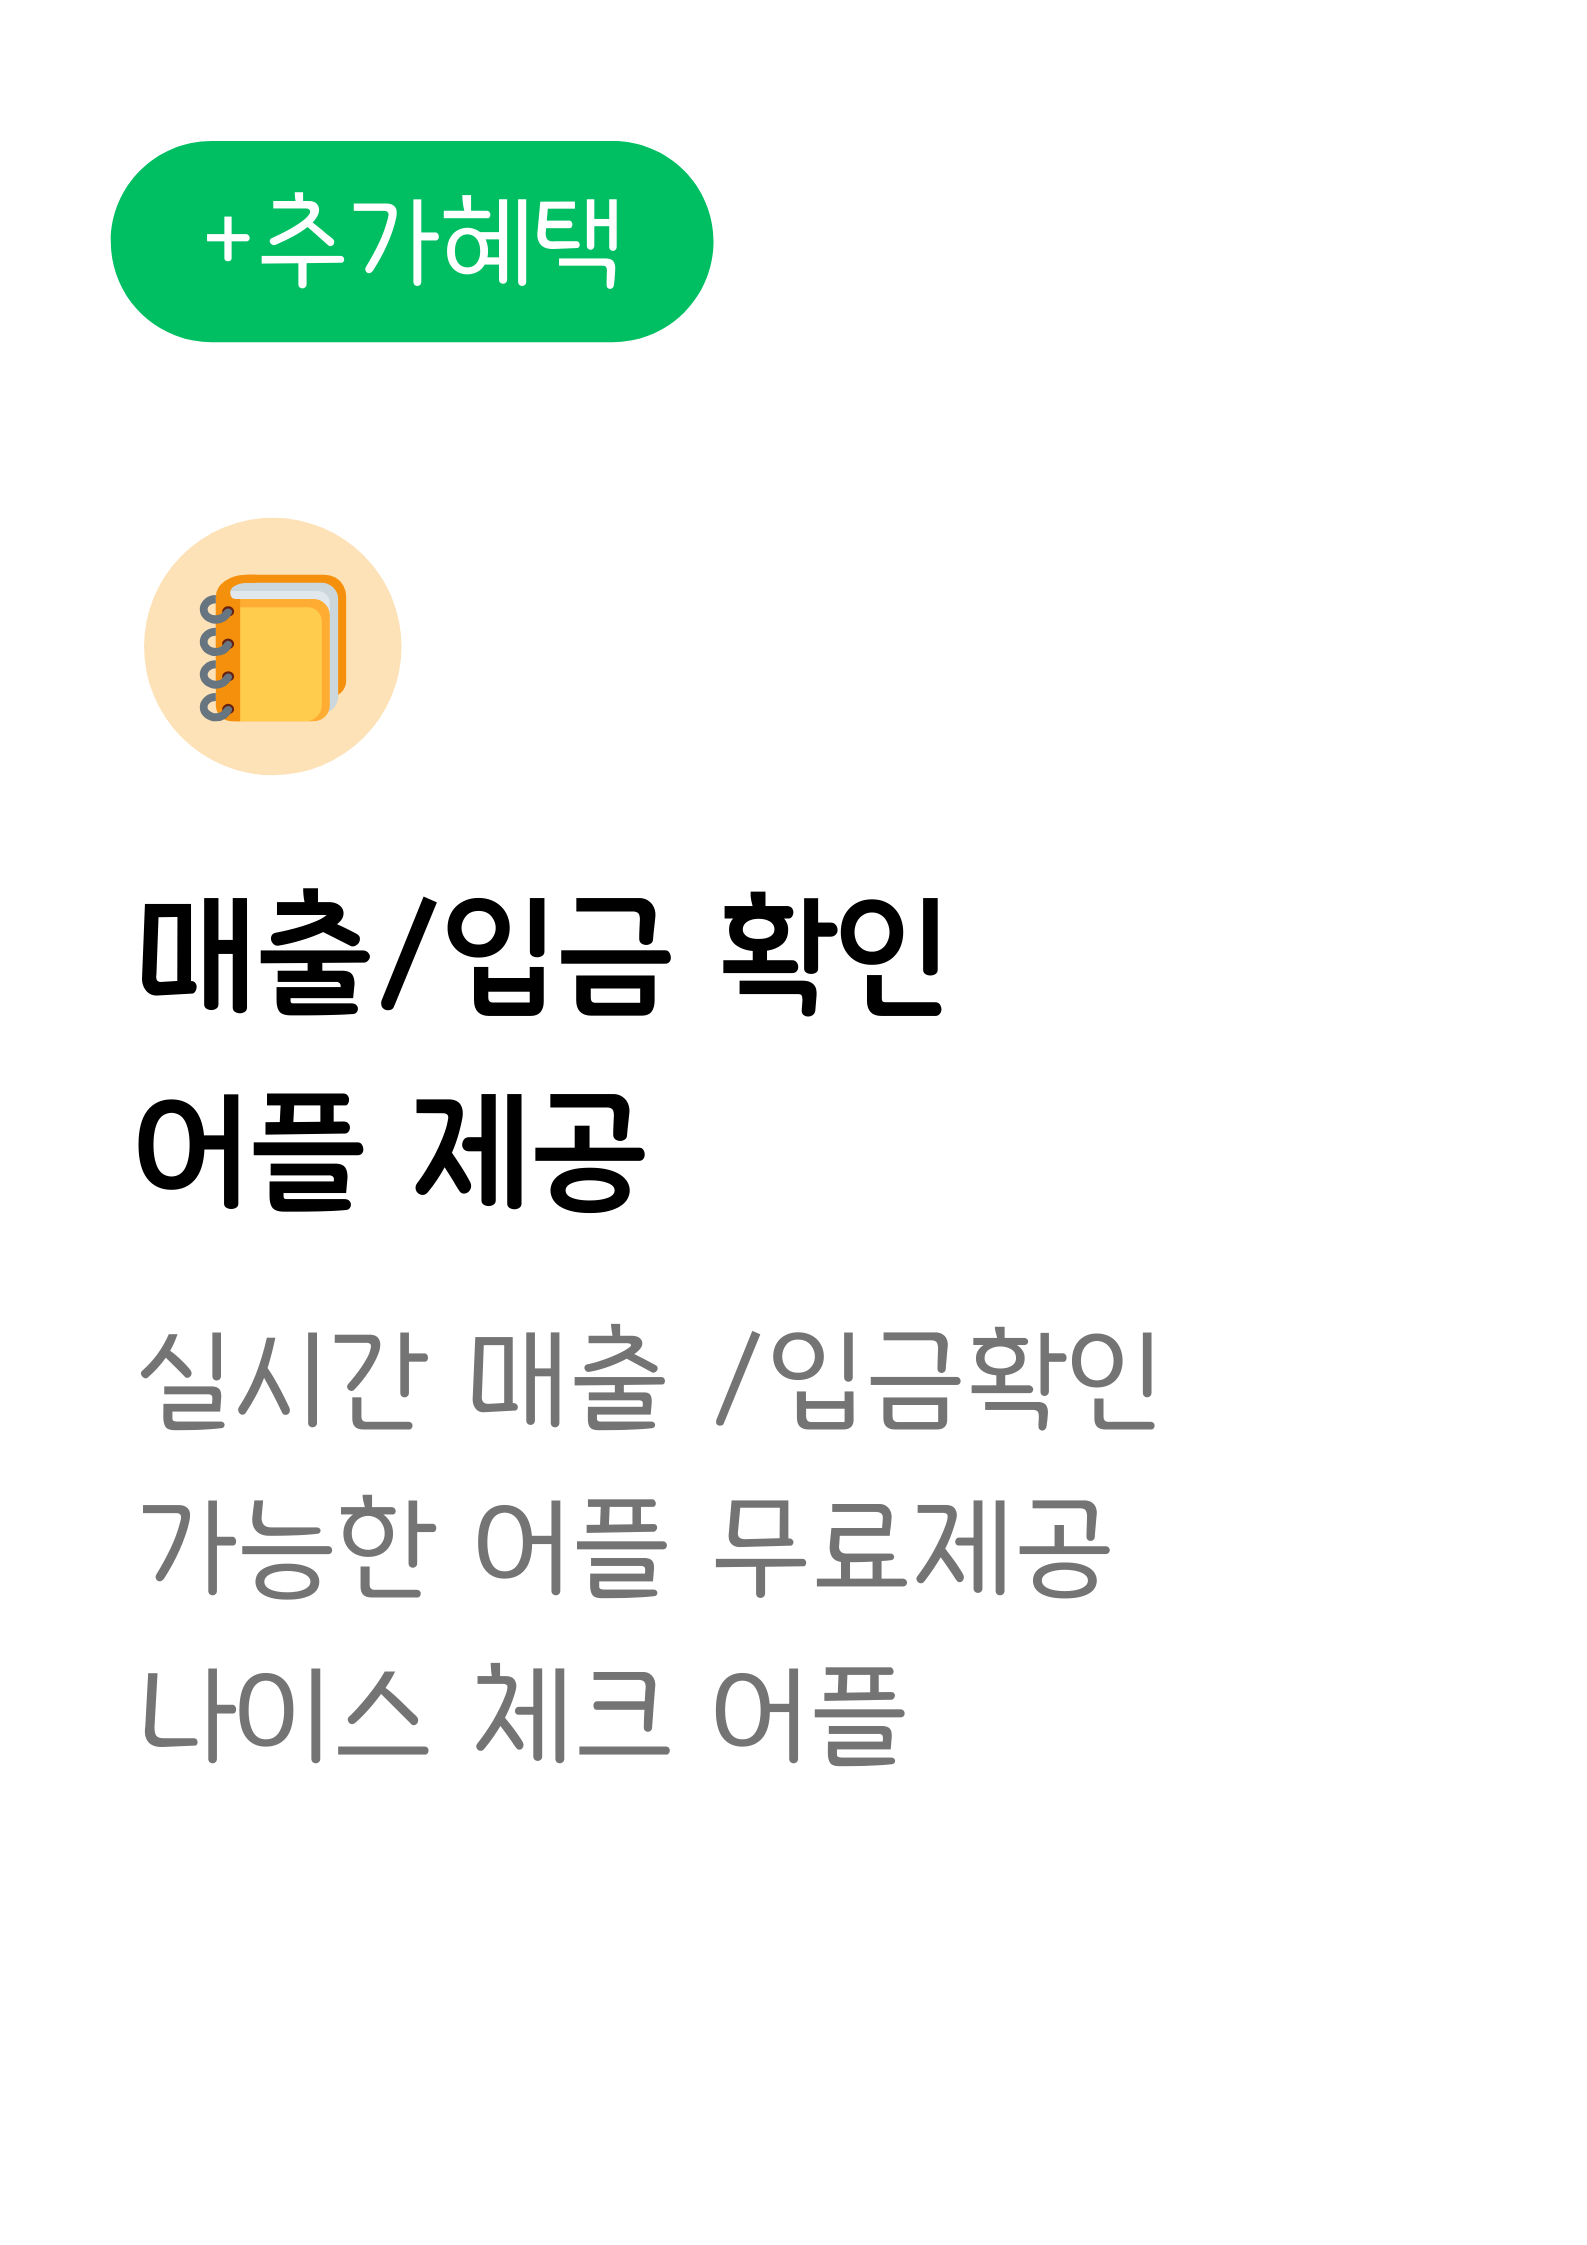 +추가혜택
매출/입금 확인
어플 제공
실시간 매출 /입금확인
가능한 어플 무료제공
나이스 체크 어플